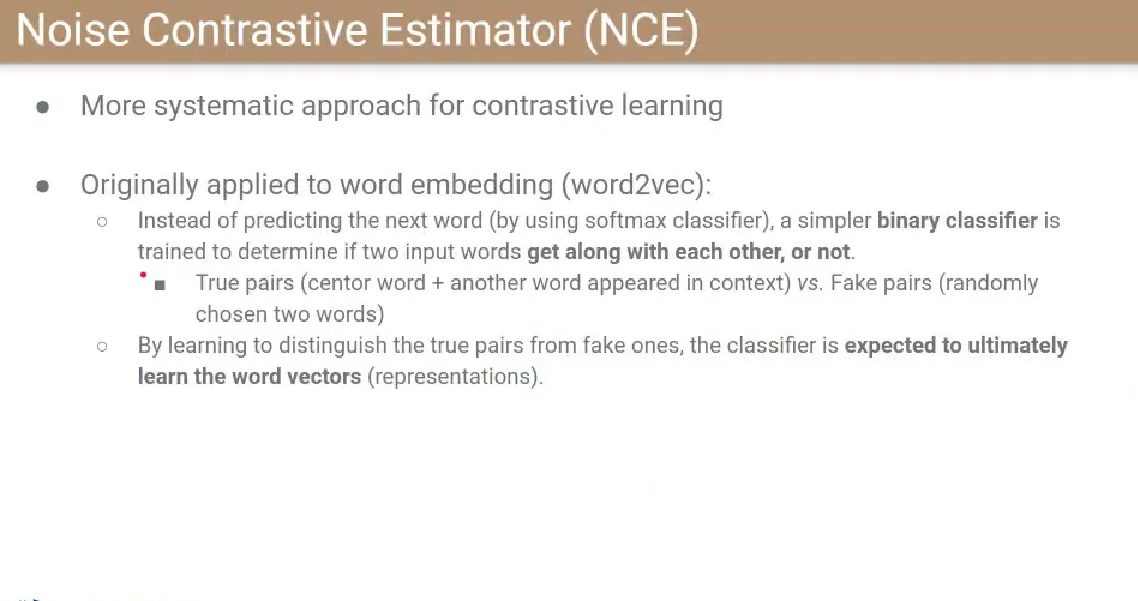 Noise Contrastive Estimator (NCE)
● More systematic approach for contrastive learning
● Originally applied to word embedding (word2vec):
○ Instead of predicting the next word (by using softmax classifier), a simpler binary classifier is
trained to determine if two input words get along with each other, or not.
■ True pairs (centor word + another word appeared in context) vs. Fake pairs (randomly
chosen two words)
○ By learning to distinguish the true pairs from fake ones, the classifier is expected to ultimately
learn the word vectors (representations).